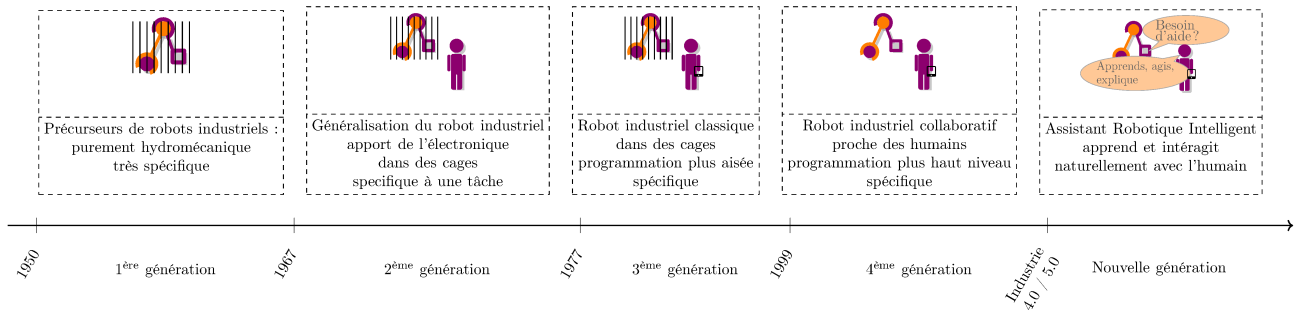 Besoin
d'aide ?
Apprends, agis,
explique
Précurseurs de robots industriels :
purement hydromécanique
très spécifique
Généralisation du robot industriel
apport de l'électronique
dans des cages
specifique à une tâche
Robot industriel classique
dans des cages
programmation plus aisée
spécifique
Robot industriel collaboratif
proche des humains
programmation plus haut niveau
spécifique
Assistant Robotique Intelligent
apprend et intéragit
naturellement avec l'humain
1950
1ère génération
1967
2ème génération
1977
3ème génération
1999
4ème génération
Industrie
4.0 / 5.0
Nouvelle génération